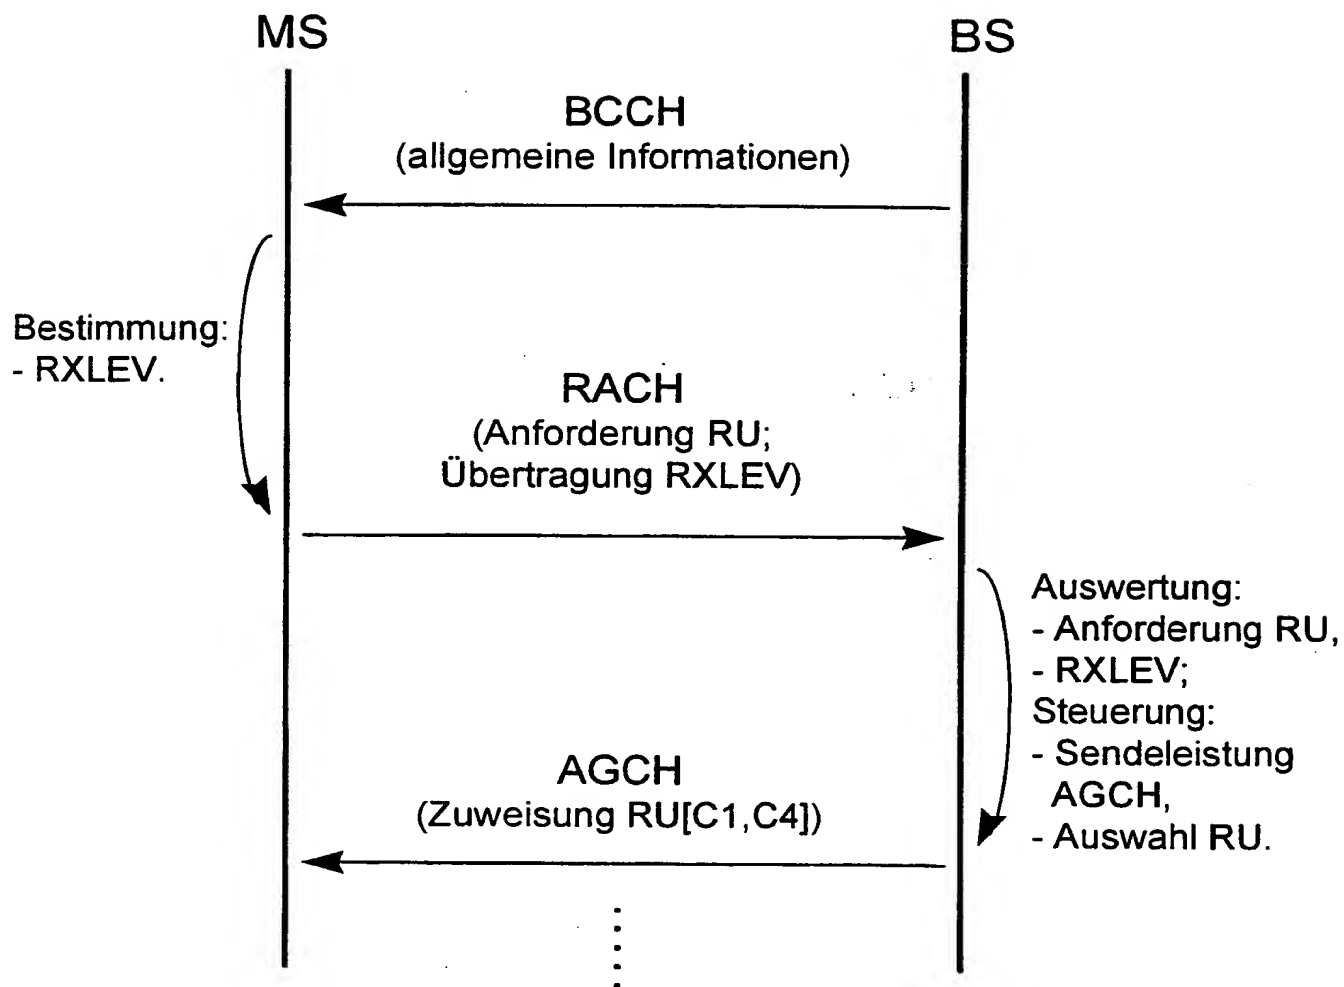 MS
BS
BCCH
(allgemeine Informationen)
Bestimmung:
- RXLEV.
RACH
(Anforderung RU;
Übertragung RXLEV)
Auswertung:
- Anforderung RU,
- RXLEV;
Steuerung:
- Sendeleistung
AGCH,
- Auswahl RU.
AGCH
(Zuweisung RU[C1,C4])